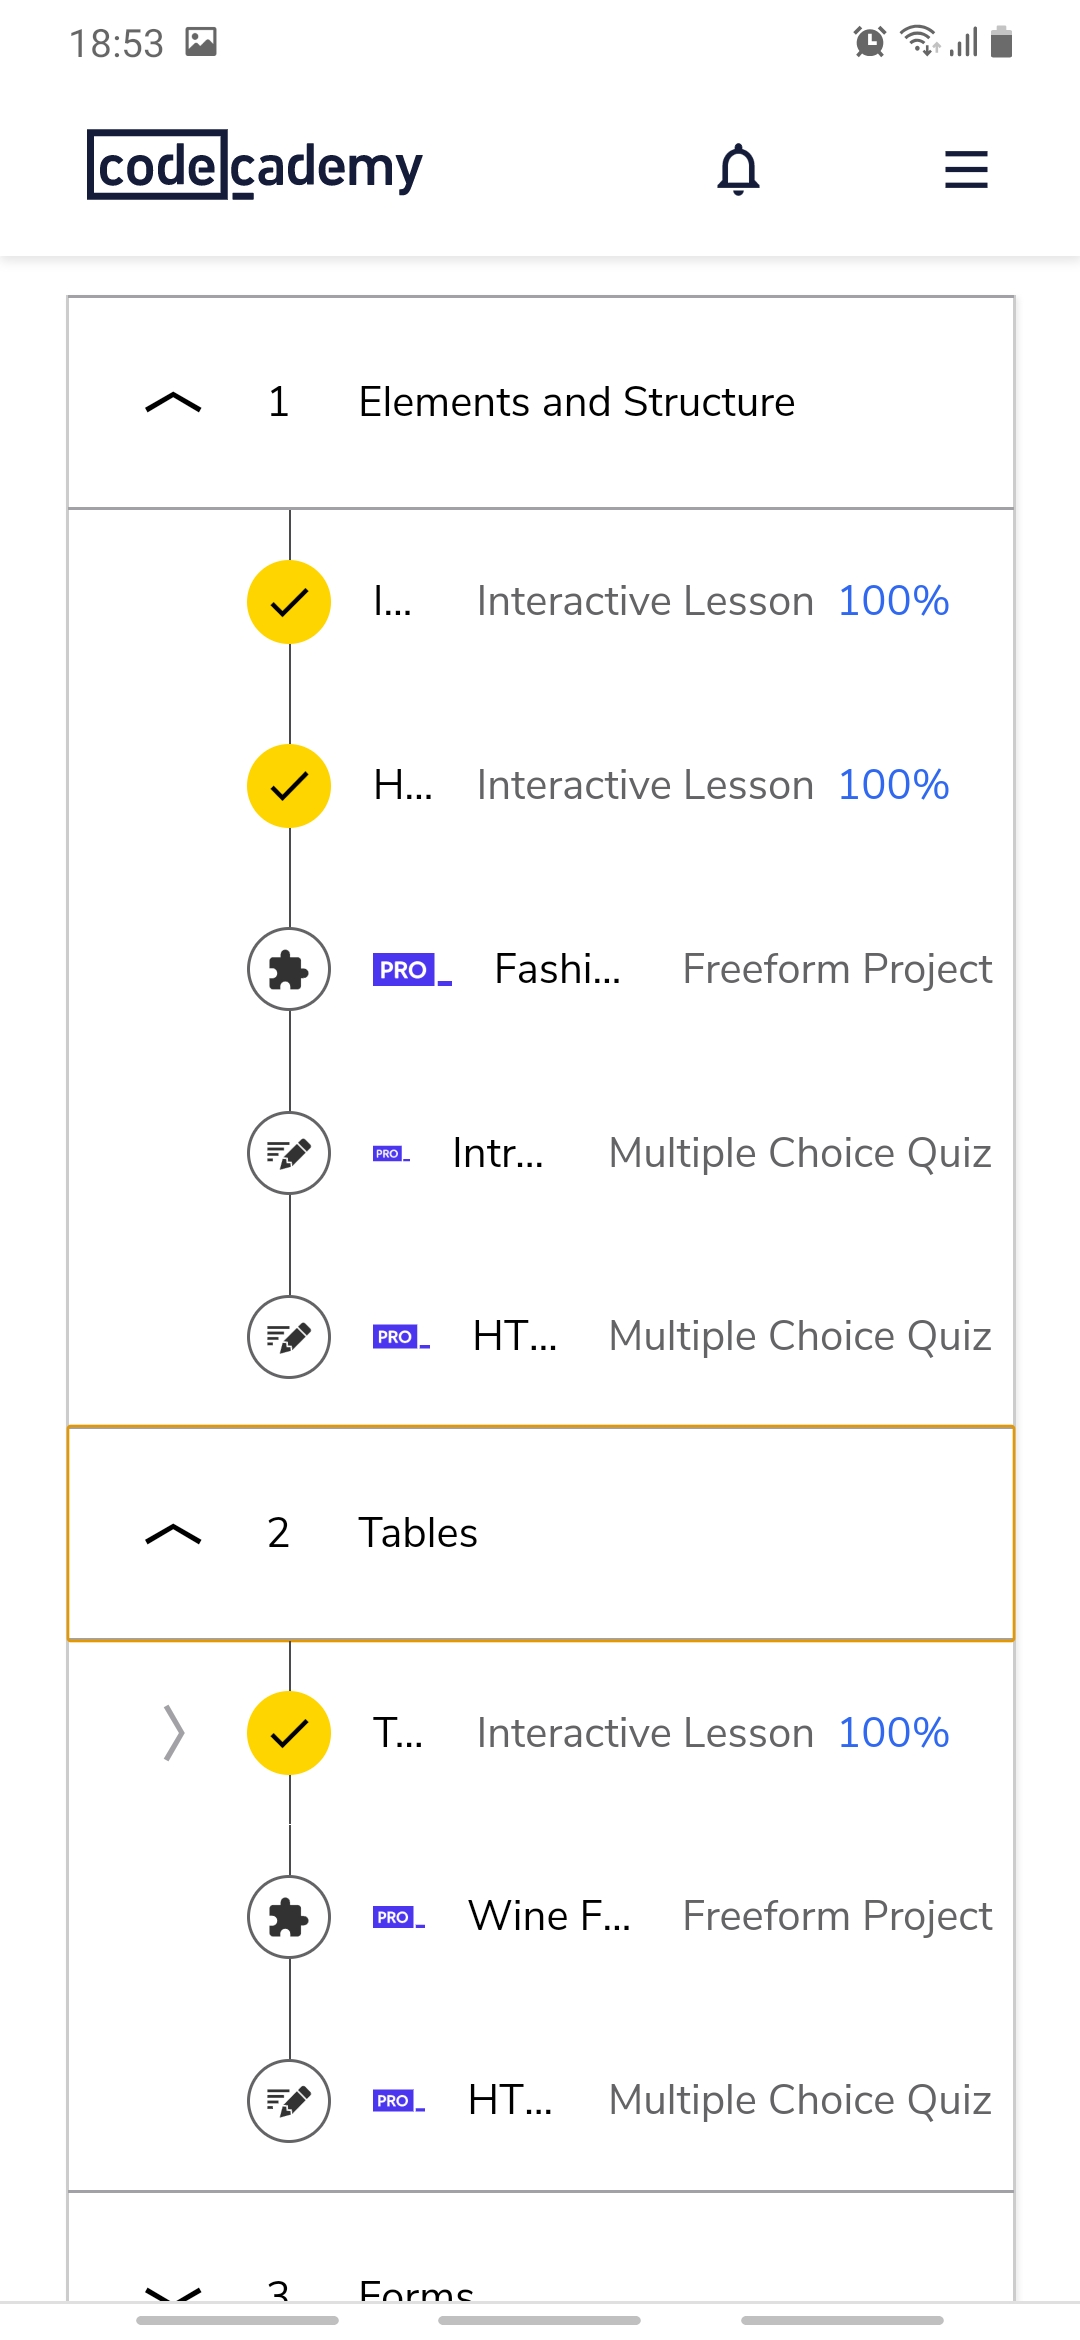 18:53
codecademy
1 Elements and Structure
I... Interactive Lesson 100%
H... Interactive Lesson 100%
PRO Fashi... Freeform Project
PRO Intr... Multiple Choice Quiz
PRO HT... Multiple Choice Quiz
2 Tables
T... Interactive Lesson 100%
PRO Wine F... Freeform Project
PRO HT... Multiple Choice Quiz
3 Forms